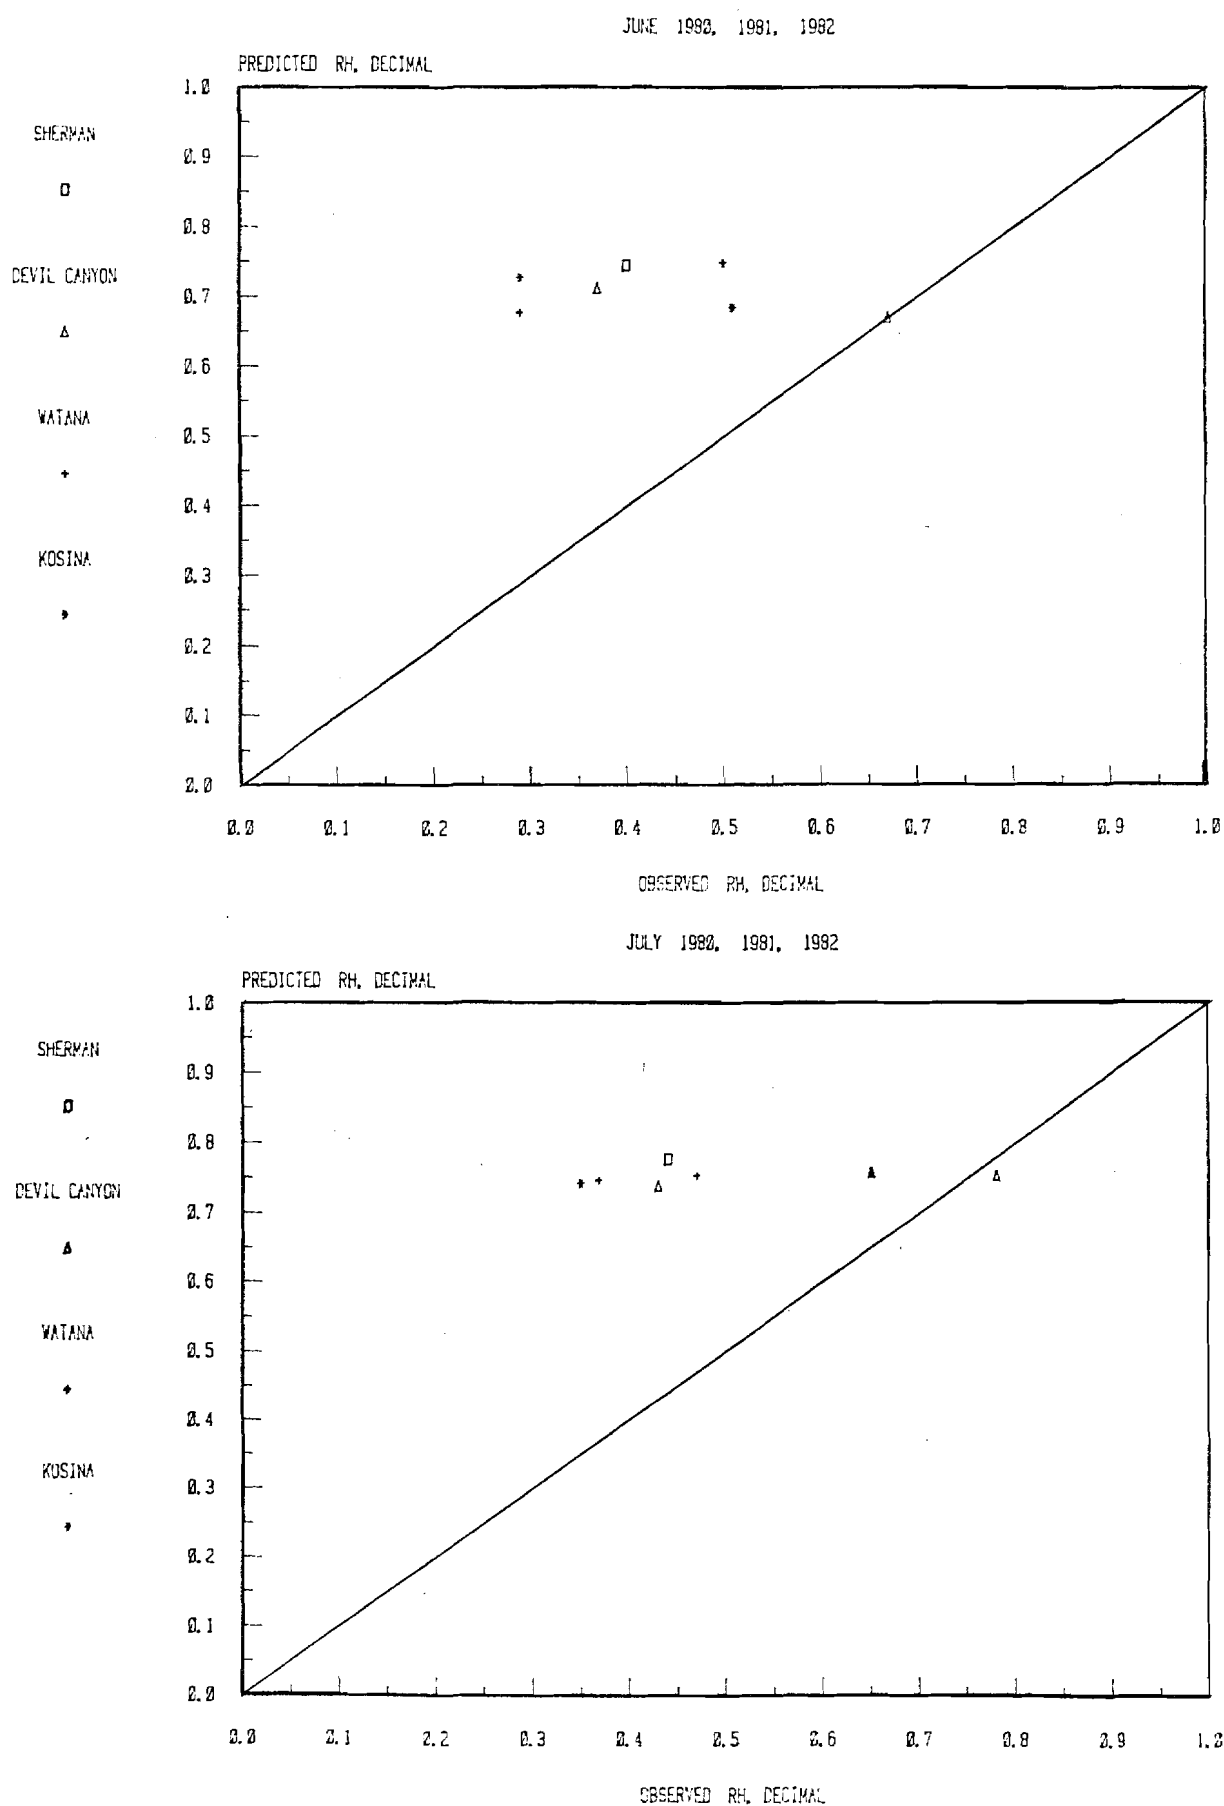 JUNE 1980, 1981, 1982
PREDICTED RH, DECIMAL
1.0
0.9
0.8
0.7
0.6
0.5
0.4
0.3
0.2
0.1
0.0
SHERMAN
DEVIL CANYON
WATANA
KOSINA
0.0 0.1 0.2 0.3 0.4 0.5 0.6 0.7 0.8 0.9 1.0
OBSERVED RH, DECIMAL
JULY 1980, 1981, 1982
PREDICTED RH, DECIMAL
1.0
0.9
0.8
0.7
0.6
0.5
0.4
0.3
0.2
0.1
0.0
SHERMAN
DEVIL CANYON
WATANA
KOSINA
0.0 0.1 0.2 0.3 0.4 0.5 0.6 0.7 0.8 0.9 1.0
OBSERVED RH, DECIMAL